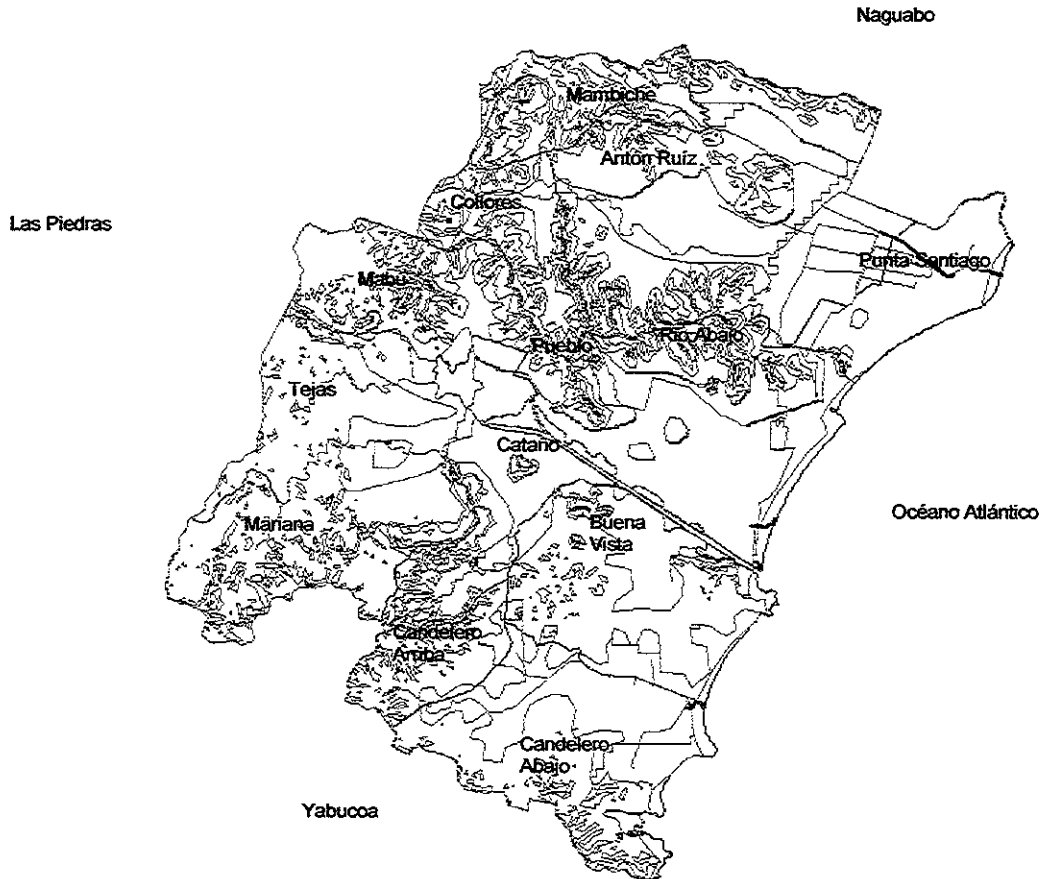 Naguabo
Mambiche
Antón Ruíz
Collores
Las Piedras
Punta Santiago
Mabú
Río Abajo
Pueblo
Tejas
Cataño
Océano Atlántico
Mariana
Buena
Vista
Candelero
Arriba
Candelero
Abajo
Yabucoa